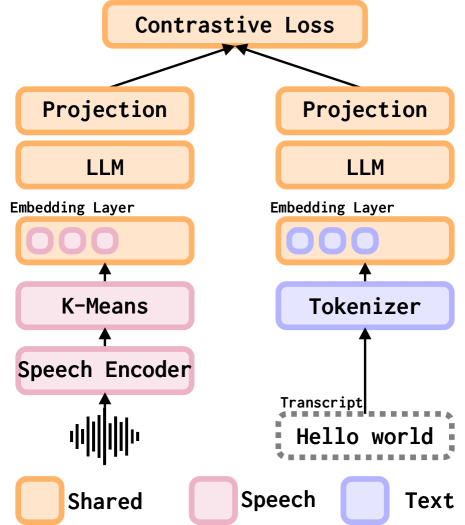 Contrastive Loss
Projection
Projection
LLM
LLM
Embedding Layer
Embedding Layer
K-Means
Tokenizer
Speech Encoder
Transcript
Hello world
Shared
Speech
Text